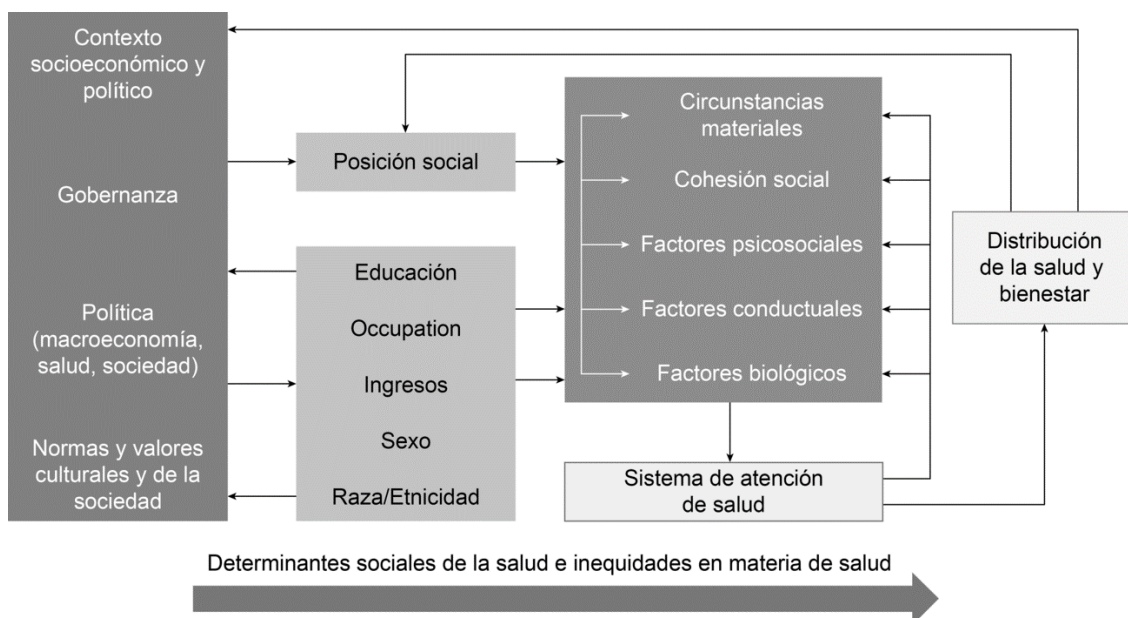 Contexto
socioeconómico y
político
Gobernanza
Política
(macroeconomía,
salud, sociedad)
Normas y valores
culturales y de la
sociedad
Posición social
Educación
Occupation
Ingresos
Sexo
Raza/Etnicidad
Circunstancias
materiales
Cohesión social
Factores psicosociales
Factores conductuales
Factores biológicos
Sistema de atención
de salud
Distribución
de la salud y
bienestar
Determinantes sociales de la salud e inequidades en materia de salud